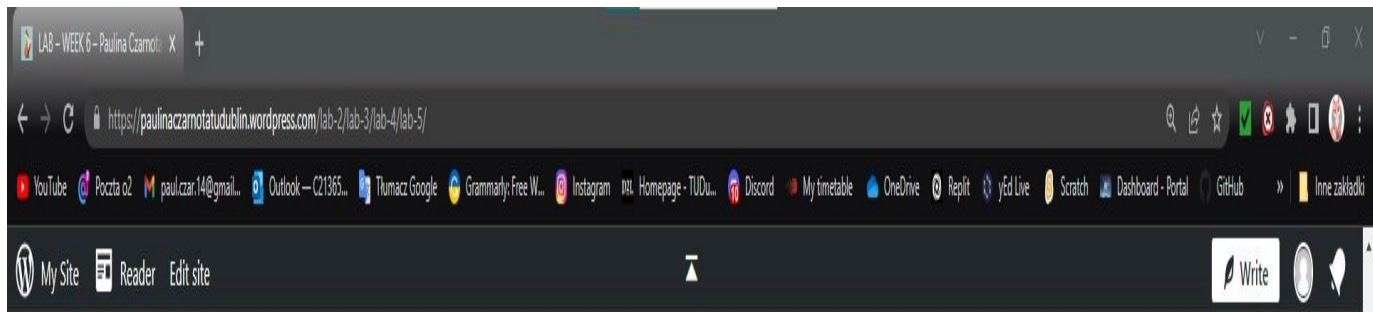 LAB – WEEK 6 – Paulina Czarnot
https://paulinaczarnotatudublin.wordpress.com/lab-2/lab-3/lab-4/lab-5/
YouTube Poczta o2 paul.czar.14@gmail... Outlook — C21365... Tłumacz Google Grammarly: Free W... Instagram Homepage - TUDu... Discord My timetable OneDrive Replit yEd Live Scratch Dashboard - Portal GitHub » Inne zakładki
My Site Reader Edit site Write